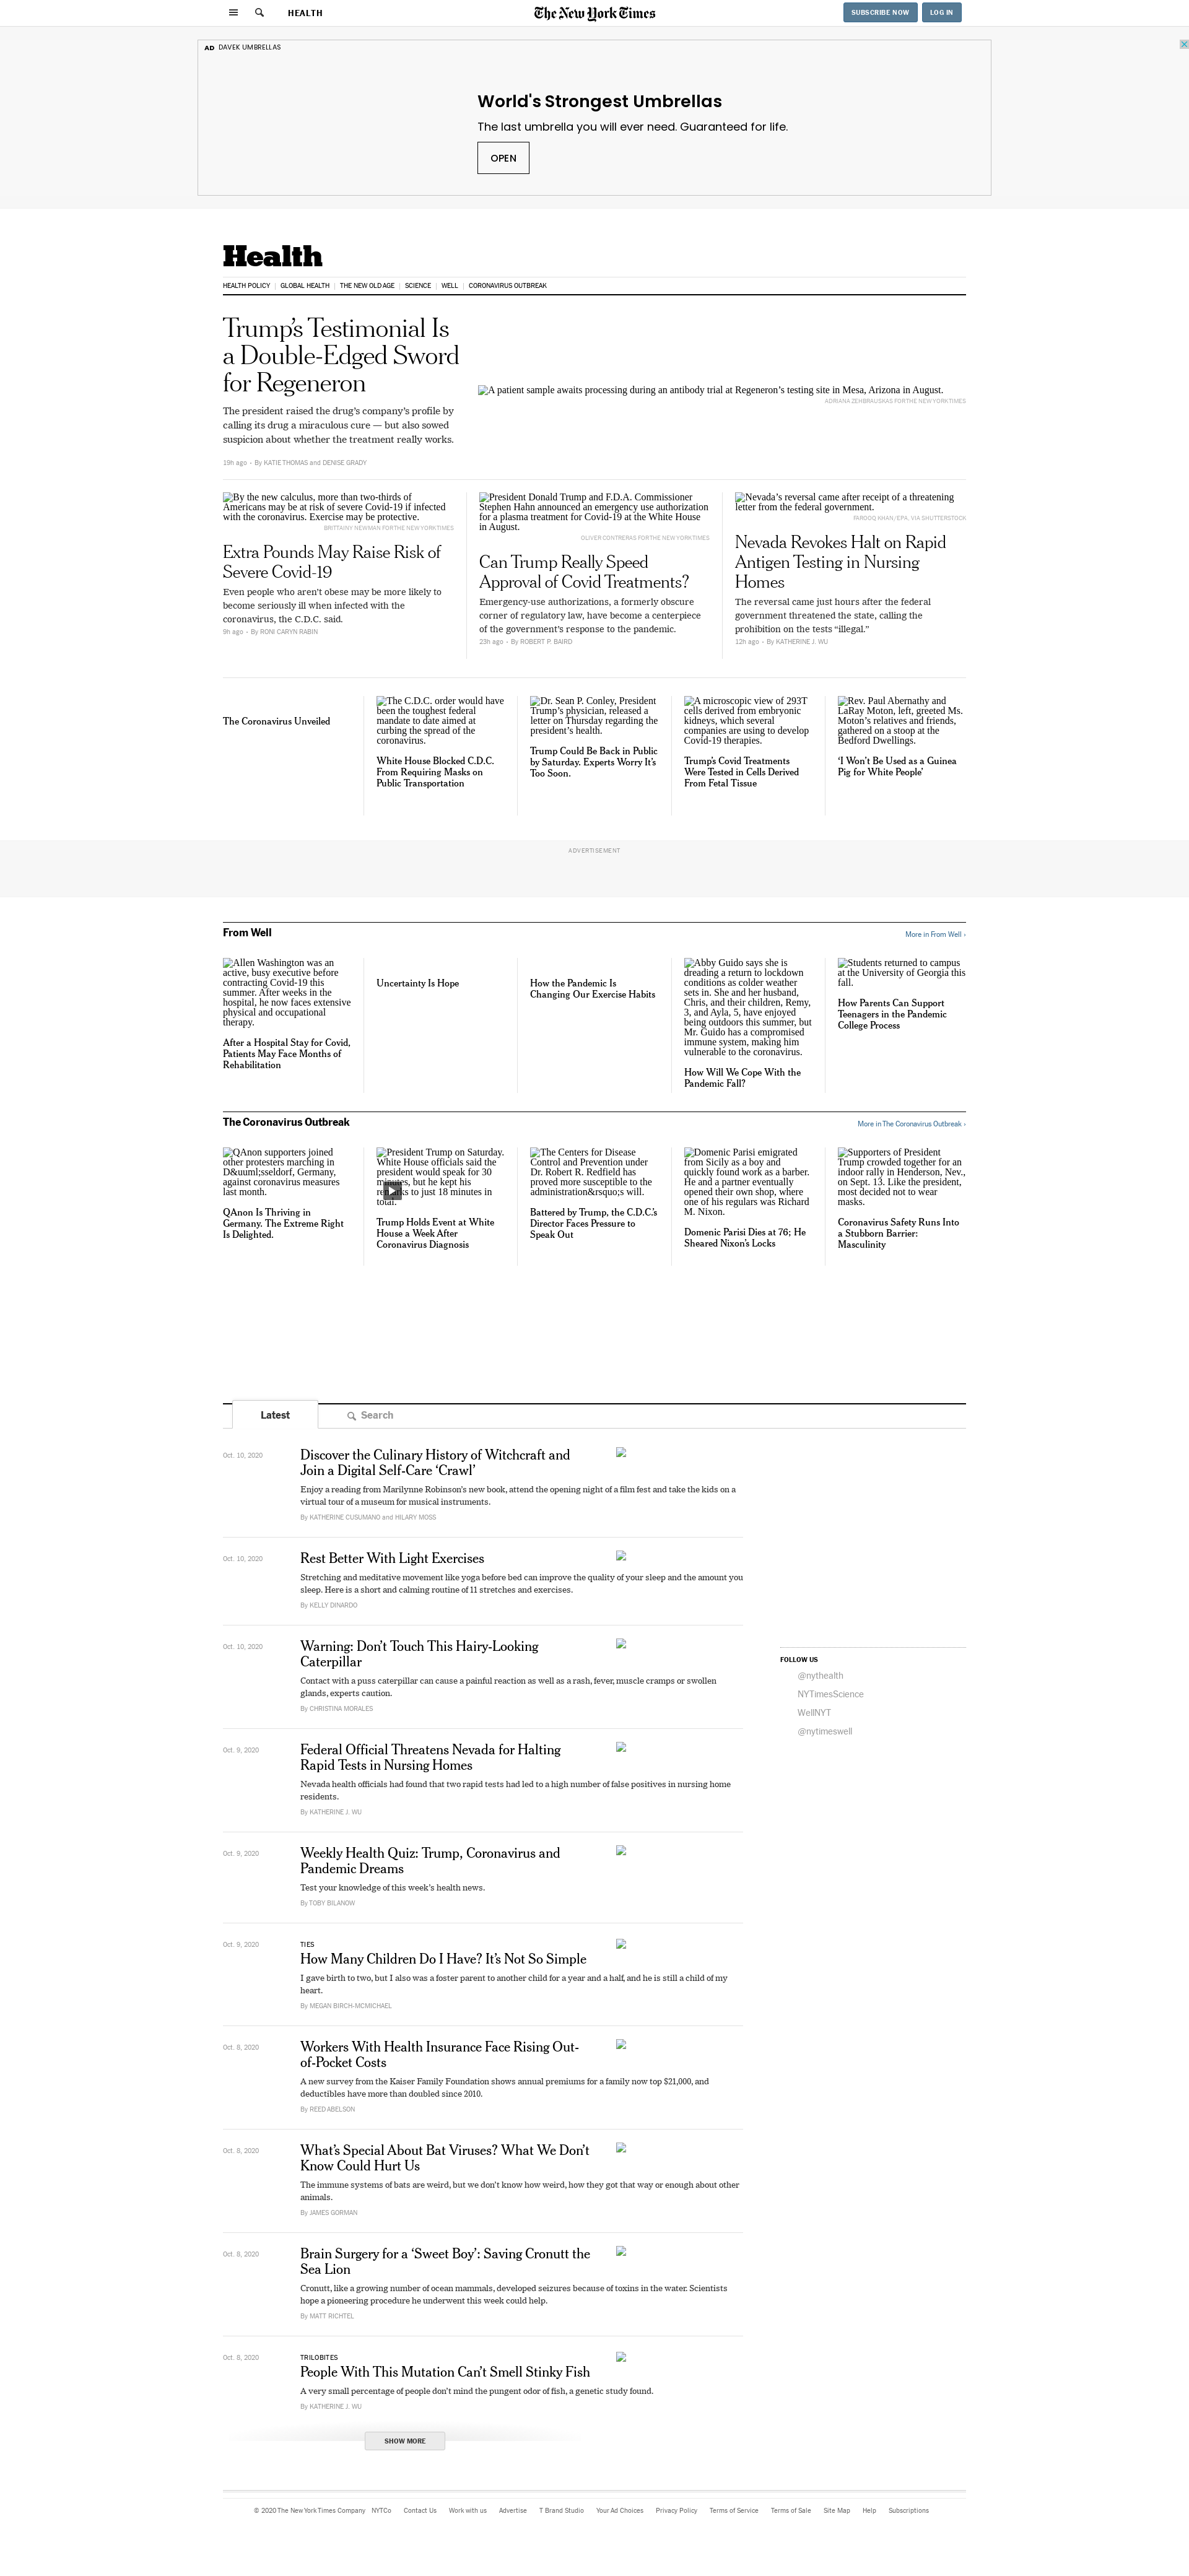 HEALTH
The New York Times
SUBSCRIBE NOW
LOG IN
AD DAVEK UMBRELLAS
World's Strongest Umbrellas
The last umbrella you will ever need. Guaranteed for life.
OPEN
Health
HEALTH POLICY
GLOBAL HEALTH
THE NEW OLD AGE
SCIENCE
WELL
CORONAVIRUS OUTBREAK
Trump's Testimonial Is
a Double-Edged Sword
for Regeneron
The president raised the drug's company's profile by
calling its drug a miraculous cure — but also sowed
suspicion about whether the treatment really works.
19h ago • By KATIE THOMAS and DENISE GRADY
A patient sample awaits processing during an antibody trial at Regeneron's testing site in Mesa, Arizona in August.
ADRIANA ZEHBRAUSKAS FOR THE NEW YORK TIMES
By the new calculus, more than two-thirds of
Americans may be at risk of severe Covid-19 if infected
with the coronavirus. Exercise may be protective.
BRITTAINY NEWMAN FOR THE NEW YORK TIMES
Extra Pounds May Raise Risk of
Severe Covid-19
Even people who aren't obese may be more likely to
become seriously ill when infected with the
coronavirus, the C.D.C. said.
9h ago • By RONI CARYN RABIN
President Donald Trump and F.D.A. Commissioner
Stephen Hahn announced an emergency use authorization
for a plasma treatment for Covid-19 at the White House
in August.
OLIVER CONTRERAS FOR THE NEW YORK TIMES
Can Trump Really Speed
Approval of Covid Treatments?
Emergency-use authorizations, a formerly obscure
corner of regulatory law, have become a centerpiece
of the government's response to the pandemic.
23h ago • By ROBERT P. BAIRD
Nevada's reversal came after receipt of a threatening
letter from the federal government.
FAROOQ KHAN/EPA, VIA SHUTTERSTOCK
Nevada Revokes Halt on Rapid
Antigen Testing in Nursing
Homes
The reversal came just hours after the federal
government threatened the state, calling the
prohibition on the tests "illegal."
12h ago • By KATHERINE J. WU
The Coronavirus Unveiled
The C.D.C. order would have
been the toughest federal
mandate to date aimed at
curbing the spread of the
coronavirus.
White House Blocked C.D.C.
From Requiring Masks on
Public Transportation
Dr. Sean P. Conley, President
Trump's physician, released a
letter on Thursday regarding the
president's health.
Trump Could Be Back in Public
by Saturday. Experts Worry It's
Too Soon.
A microscopic view of 293T
cells derived from embryonic
kidneys, which several
companies are using to develop
Covid-19 therapies.
Trump's Covid Treatments
Were Tested in Cells Derived
From Fetal Tissue
Rev. Paul Abernathy and
LaRay Moton, left, greeted Ms.
Moton's relatives and friends,
gathered on a stoop at the
Bedford Dwellings.
'I Won't Be Used as a Guinea
Pig for White People'
ADVERTISEMENT
From Well
More in From Well ›
Allen Washington was an
active, busy executive before
contracting Covid-19 this
summer. After weeks in the
hospital, he now faces extensive
physical and occupational
therapy.
After a Hospital Stay for Covid,
Patients May Face Months of
Rehabilitation
Uncertainty Is Hope
How the Pandemic Is
Changing Our Exercise Habits
Abby Guido says she is
dreading a return to lockdown
conditions as colder weather
sets in. She and her husband,
Chris, and their children, Remy,
3, and Ayla, 5, have enjoyed
being outdoors this summer, but
Mr. Guido has a compromised
immune system, making him
vulnerable to the coronavirus.
How Will We Cope With the
Pandemic Fall?
Students returned to campus
at the University of Georgia this
fall.
How Parents Can Support
Teenagers in the Pandemic
College Process
The Coronavirus Outbreak
More in The Coronavirus Outbreak ›
QAnon supporters joined
other protesters marching in
D&uuml;sseldorf, Germany,
against coronavirus measures
last month.
QAnon Is Thriving in
Germany. The Extreme Right
Is Delighted.
President Trump on Saturday.
White House officials said the
president would speak for 30
minutes, but he kept his
remarks to just 18 minutes in
total.
Trump Holds Event at White
House a Week After
Coronavirus Diagnosis
The Centers for Disease
Control and Prevention under
Dr. Robert R. Redfield has
proved more susceptible to the
administration&rsquo;s will.
Battered by Trump, the C.D.C.'s
Director Faces Pressure to
Speak Out
Domenic Parisi emigrated
from Sicily as a boy and
quickly found work as a barber.
He and a partner eventually
opened their own shop, where
one of his regulars was Richard
M. Nixon.
Domenic Parisi Dies at 76; He
Sheared Nixon's Locks
Supporters of President
Trump crowded together for an
indoor rally in Henderson, Nev.,
on Sept. 13. Like the president,
most decided not to wear
masks.
Coronavirus Safety Runs Into
a Stubborn Barrier:
Masculinity
Latest
Search
Oct. 10, 2020
Discover the Culinary History of Witchcraft and
Join a Digital Self-Care 'Crawl'
Enjoy a reading from Marilynne Robinson's new book, attend the opening night of a film fest and take the kids on a
virtual tour of a museum for musical instruments.
By KATHERINE CUSUMANO and HILARY MOSS
Oct. 10, 2020
Rest Better With Light Exercises
Stretching and meditative movement like yoga before bed can improve the quality of your sleep and the amount you
sleep. Here is a short and calming routine of 11 stretches and exercises.
By KELLY DINARDO
Oct. 10, 2020
Warning: Don't Touch This Hairy-Looking
Caterpillar
Contact with a puss caterpillar can cause a painful reaction as well as a rash, fever, muscle cramps or swollen
glands, experts caution.
By CHRISTINA MORALES
FOLLOW US
@nythealth
NYTimesScience
WellNYT
@nytimeswell
Oct. 9, 2020
Federal Official Threatens Nevada for Halting
Rapid Tests in Nursing Homes
Nevada health officials had found that two rapid tests had led to a high number of false positives in nursing home
residents.
By KATHERINE J. WU
Oct. 9, 2020
Weekly Health Quiz: Trump, Coronavirus and
Pandemic Dreams
Test your knowledge of this week's health news.
By TOBY BILANOW
Oct. 9, 2020
TIES
How Many Children Do I Have? It's Not So Simple
I gave birth to two, but I also was a foster parent to another child for a year and a half, and he is still a child of my
heart.
By MEGAN BIRCH-MCMICHAEL
Oct. 8, 2020
Workers With Health Insurance Face Rising Out-
of-Pocket Costs
A new survey from the Kaiser Family Foundation shows annual premiums for a family now top $21,000, and
deductibles have more than doubled since 2010.
By REED ABELSON
Oct. 8, 2020
What's Special About Bat Viruses? What We Don't
Know Could Hurt Us
The immune systems of bats are weird, but we don't know how weird, how they got that way or enough about other
animals.
By JAMES GORMAN
Oct. 8, 2020
Brain Surgery for a 'Sweet Boy': Saving Cronutt the
Sea Lion
Cronutt, like a growing number of ocean mammals, developed seizures because of toxins in the water. Scientists
hope a pioneering procedure he underwent this week could help.
By MATT RICHTEL
Oct. 8, 2020
TRILOBITES
People With This Mutation Can't Smell Stinky Fish
A very small percentage of people don't mind the pungent odor of fish, a genetic study found.
By KATHERINE J. WU
SHOW MORE
© 2020 The New York Times Company
NYTCo
Contact Us
Work with us
Advertise
T Brand Studio
Your Ad Choices
Privacy Policy
Terms of Service
Terms of Sale
Site Map
Help
Subscriptions